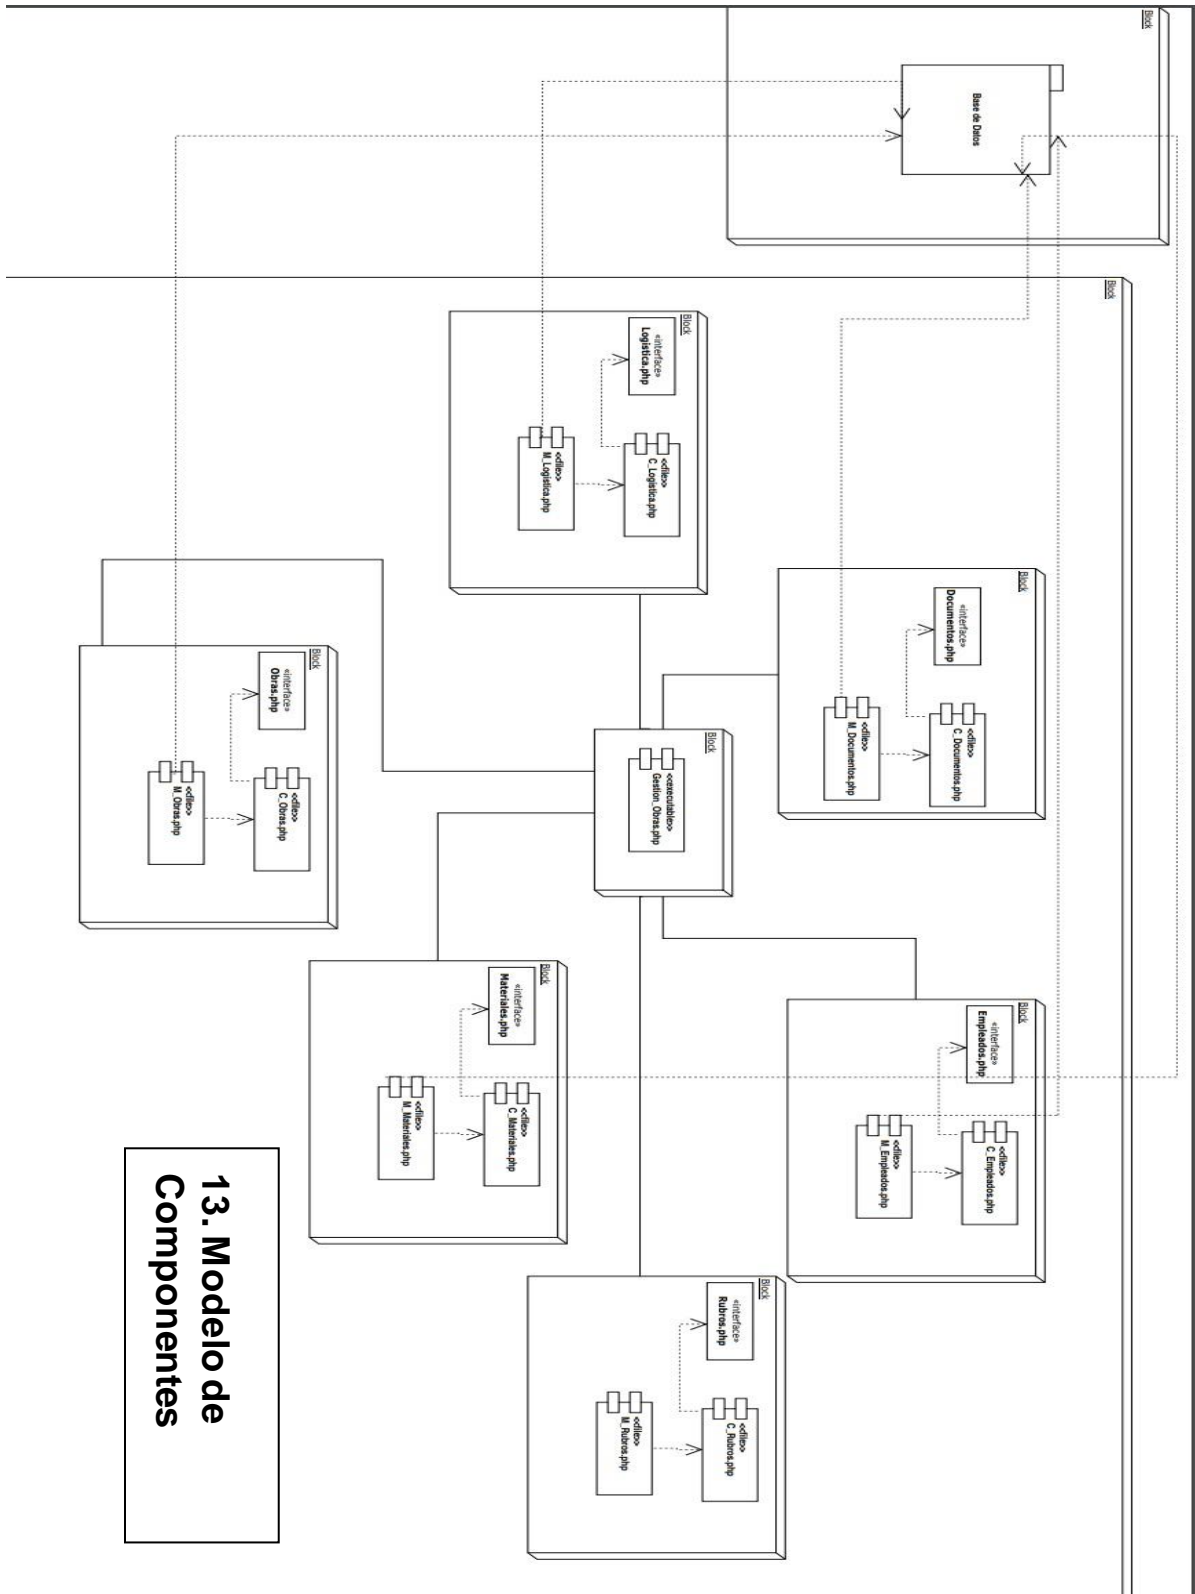 Block
Base de Datos
Block
Block
«interface»
Documentos.php
<<file>>
C_Documentos.php
<<file>>
M_Documentos.php
Block
«interface»
Empleados.php
<<file>>
C_Empleados.php
<<file>>
M_Empleados.php
Block
«interface»
Logistica.php
<<file>>
C_Logistica.php
<<file>>
M_Logistica.php
Block
<<executable>>
Gestion_Obras.php
Block
«interface»
Rubros.php
<<file>>
C_Rubros.php
<<file>>
M_Rubros.php
Block
«interface»
Obras.php
<<file>>
C_Obras.php
<<file>>
M_Obras.php
Block
«interface»
Materiales.php
<<file>>
C_Materiales.php
<<file>>
M_Materiales.php
13. Modelo de
Componentes